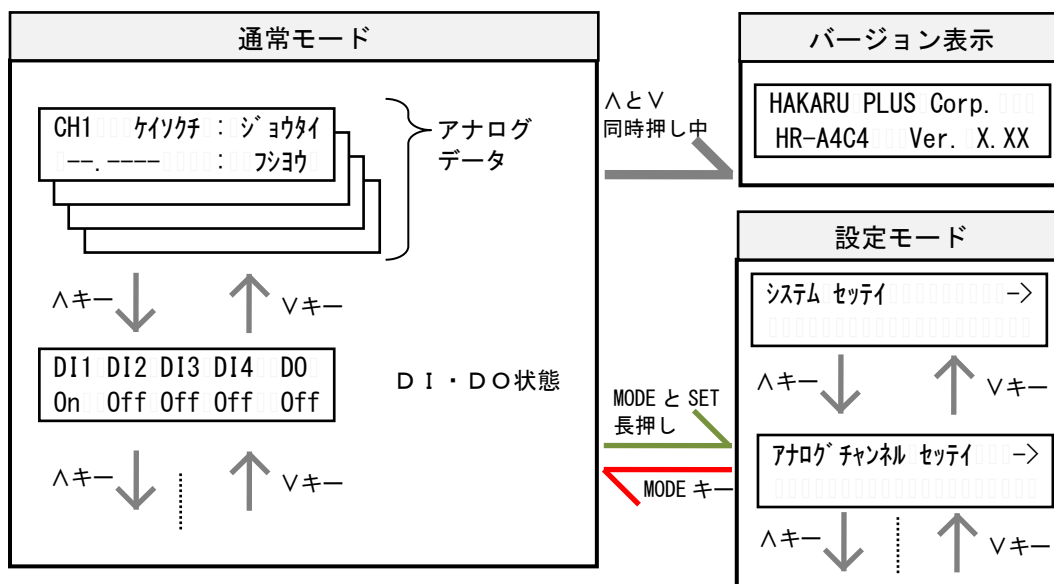 通常モード
CH1 ケイソクチ : ジョウタイ
--.---- : フシヨウ
アナログ
データ
∧キー
∨キー
DI1 DI2 DI3 DI4 DO
On Off Off Off Off
DI・DO状態
∧キー
∨キー
∧と∨
同時押し中
バージョン表示
HAKARU PLUS Corp.
HR-A4C4 Ver. X.XX
MODE と SET
長押し
MODE キー
設定モード
システム セッテイ ->
∧キー
∨キー
アナログ チャンネル セッテイ ->
∧キー
∨キー